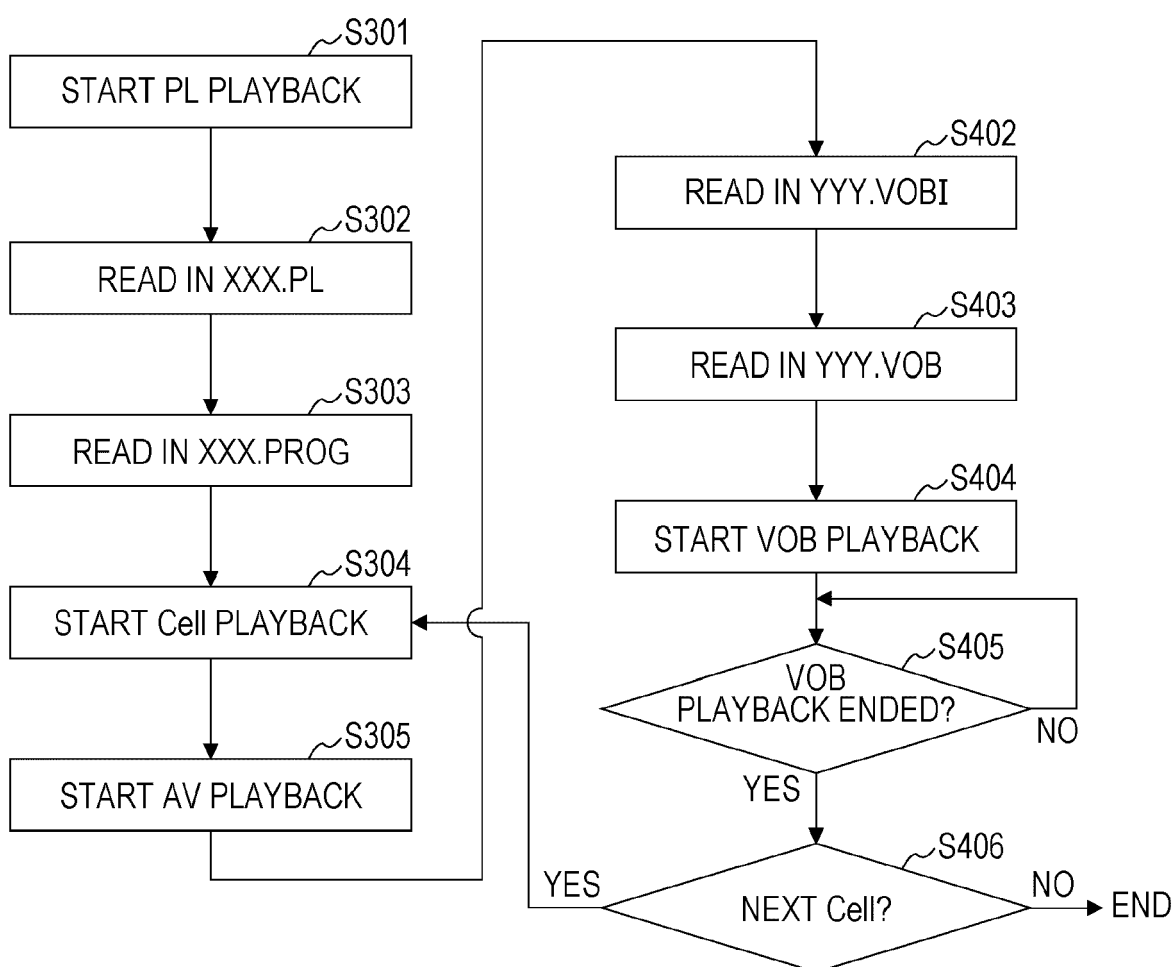 S301
START PL PLAYBACK
S302
READ IN XXX.PL
S303
READ IN XXX.PROG
S304
START Cell PLAYBACK
S305
START AV PLAYBACK
S402
READ IN YYY.VOBI
S403
READ IN YYY.VOB
S404
START VOB PLAYBACK
S405
VOB
PLAYBACK ENDED?
NO
YES
S406
NEXT Cell?
YES
NO
END